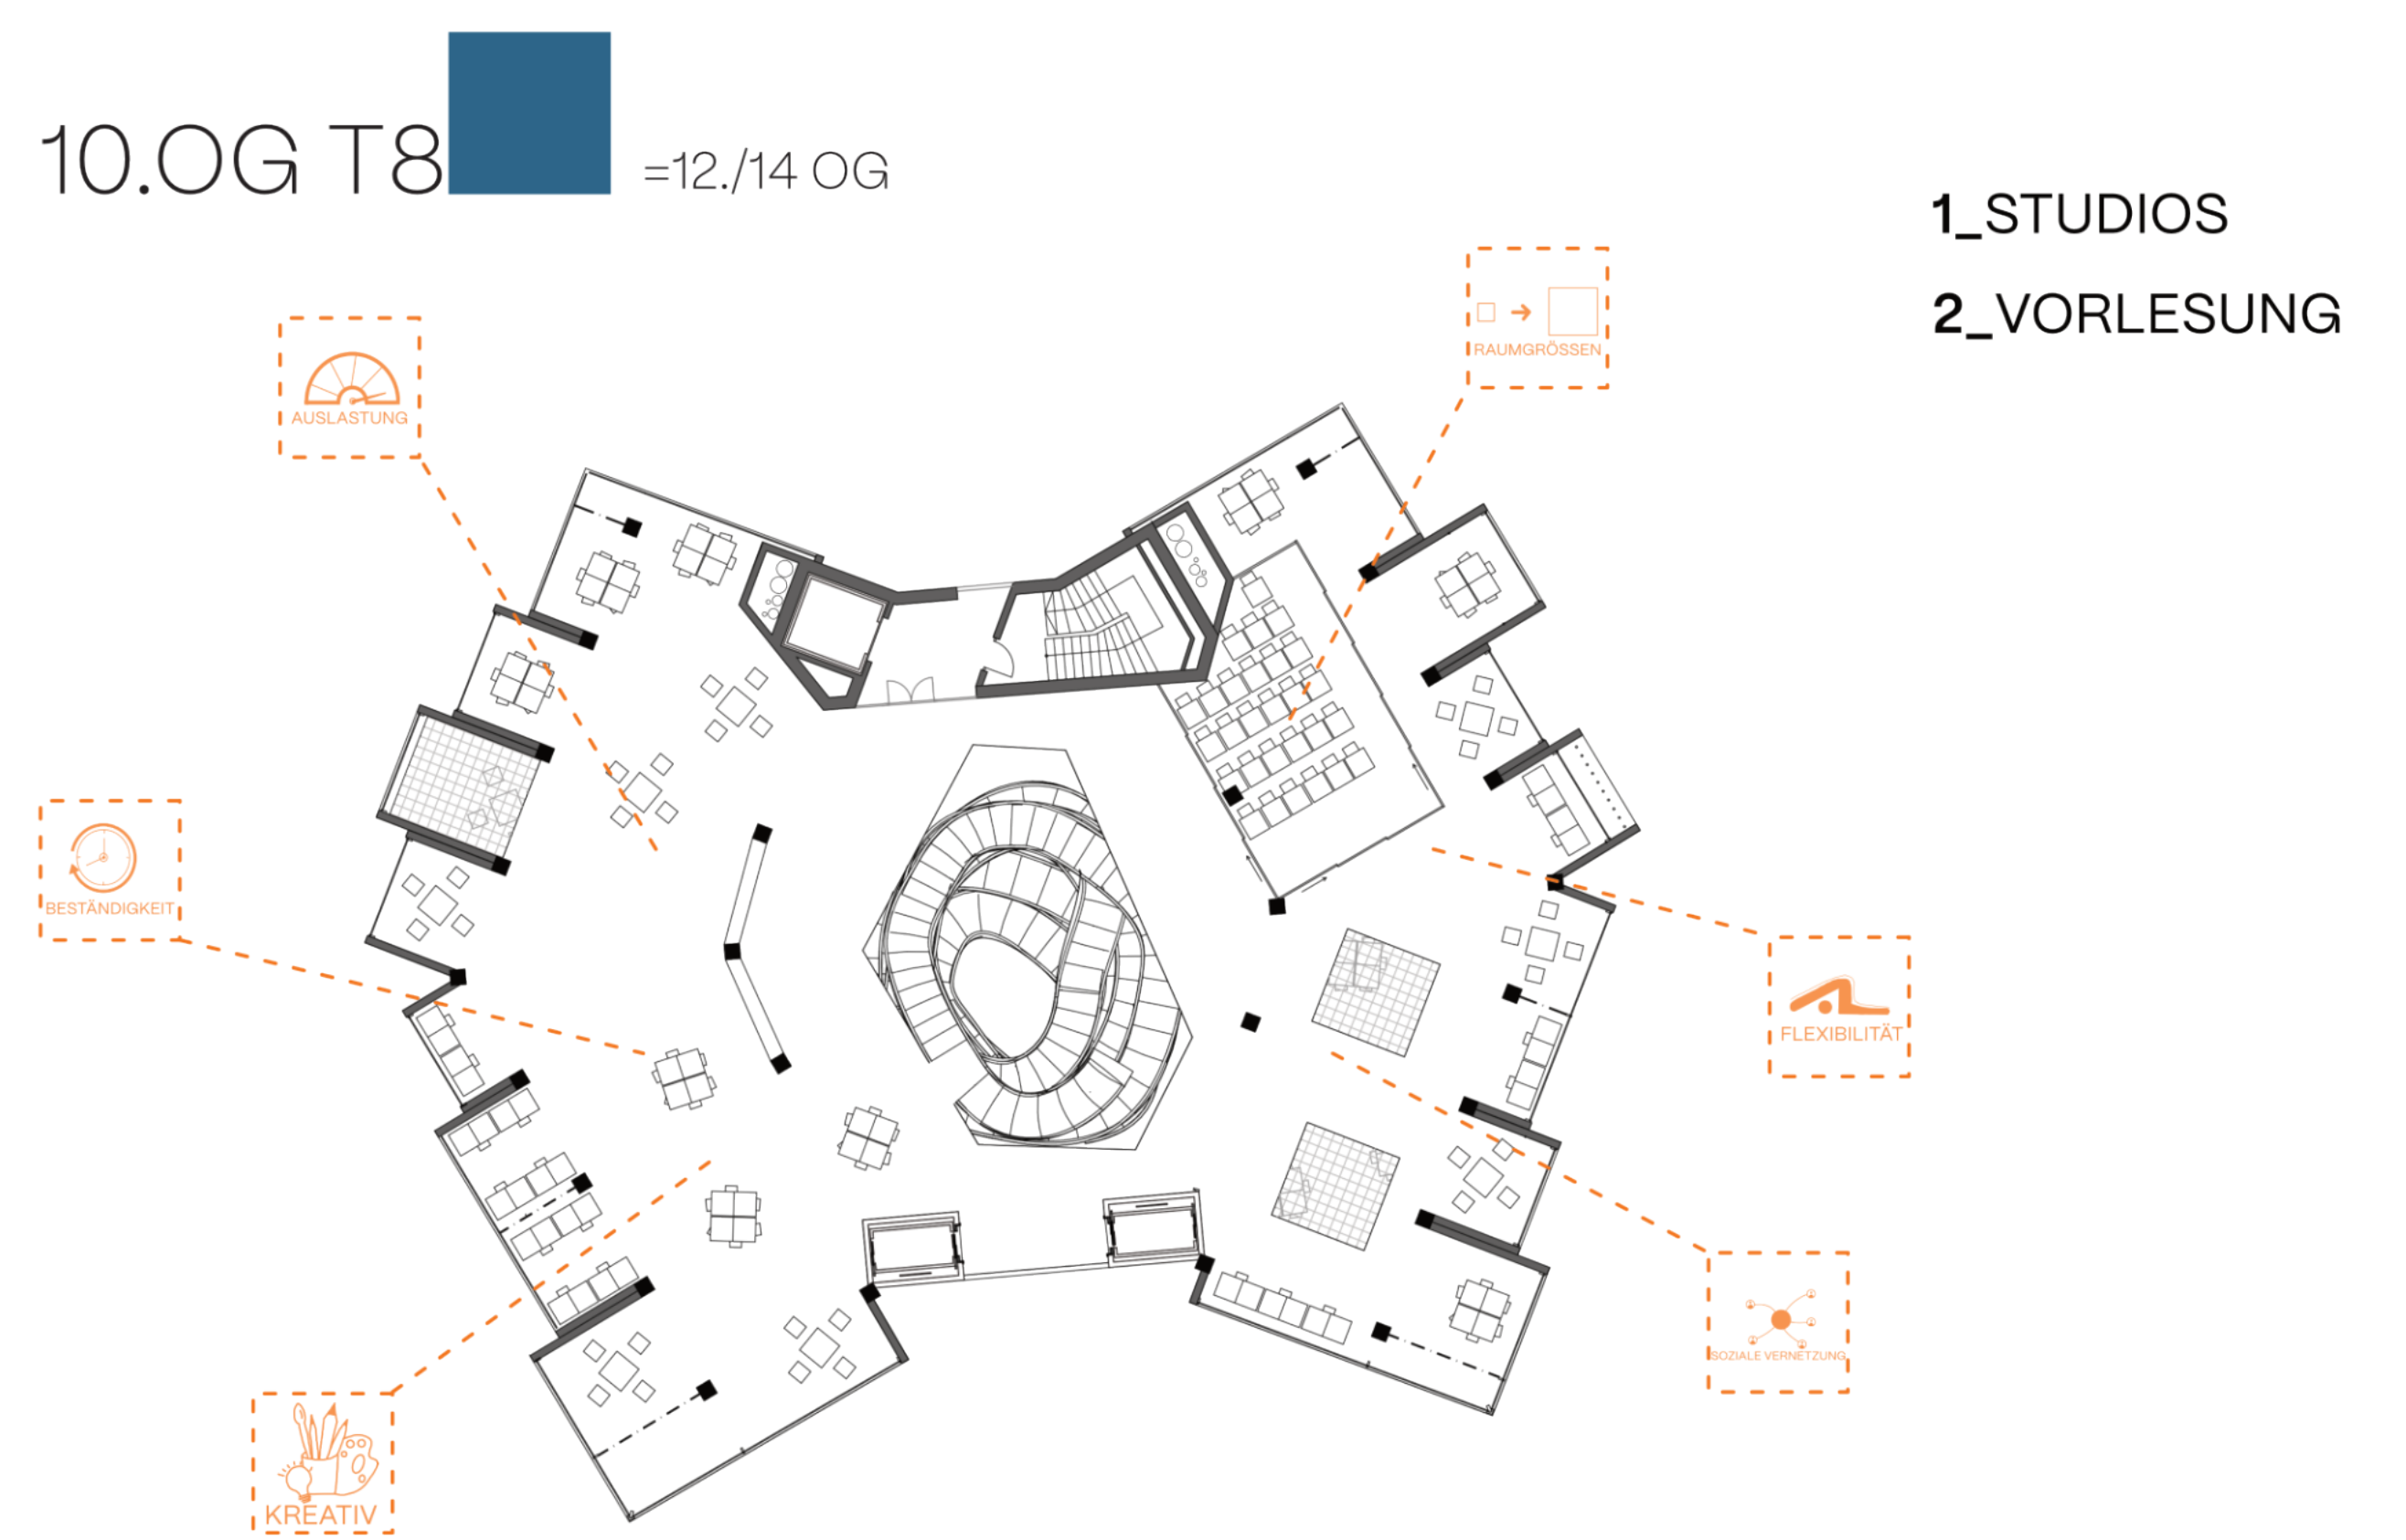 10.OG T8
=12./14 OG
1_STUDIOS
2_VORLESUNG
RAUMGRÖSSEN
AUSLASTUNG
BESTÄNDIGKEIT
FLEXIBILITÄT
SOZIALE VERNETZUNG
KREATIV